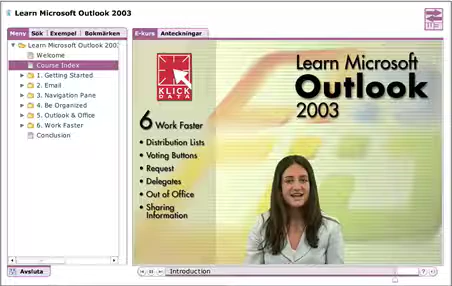 Learn Microsoft Outlook 2003
Meny Sök Exempel Bokmärken
E-kurs Anteckningar
Learn Microsoft Outlook 200
Welcome
Course Index
1. Getting Started
2. Email
3. Navigation Pane
4. Be Organized
5. Outlook & Office
6. Work Faster
Conclusion
KLICK
DATA
Learn Microsoft
Outlook
2003
6 Work Faster
• Distribution Lists
• Voting Buttons
• Request
• Delegates
• Out of Office
• Sharing
Information
Avsluta
Introduction
?